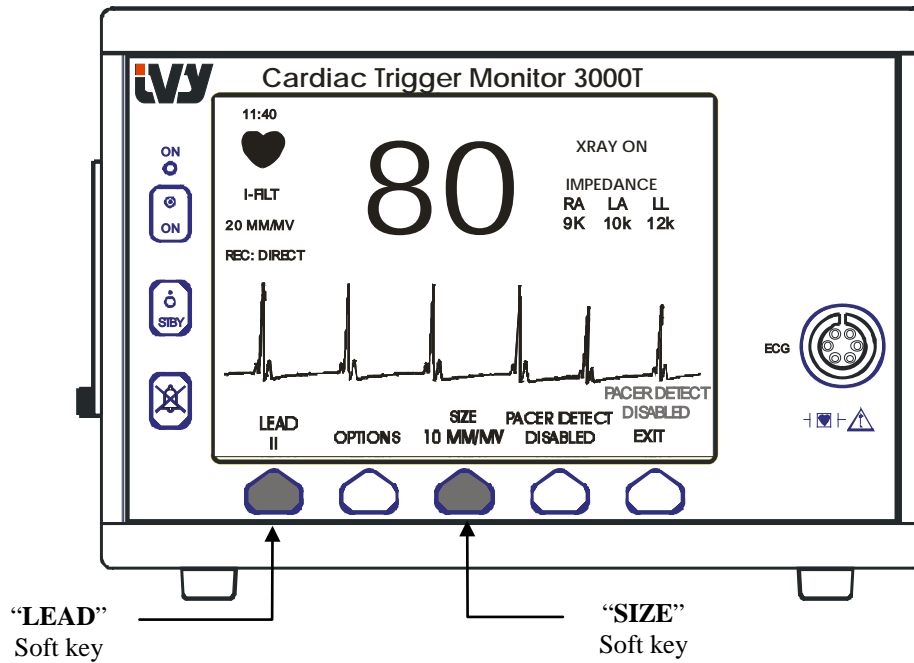 ivy
Cardiac Trigger Monitor 3000T
11:40
80
XRAY ON
I-FILT
20 MM/MV
REC: DIRECT
IMPEDANCE
RA LA LL
9K 10k 12k
ON
ON
STBY
ECG
PACER DETECT
DISABLED
LEAD
II
OPTIONS
SIZE
10 MM/MV
PACER DETECT
DISABLED
EXIT
“LEAD”
Soft key
“SIZE”
Soft key